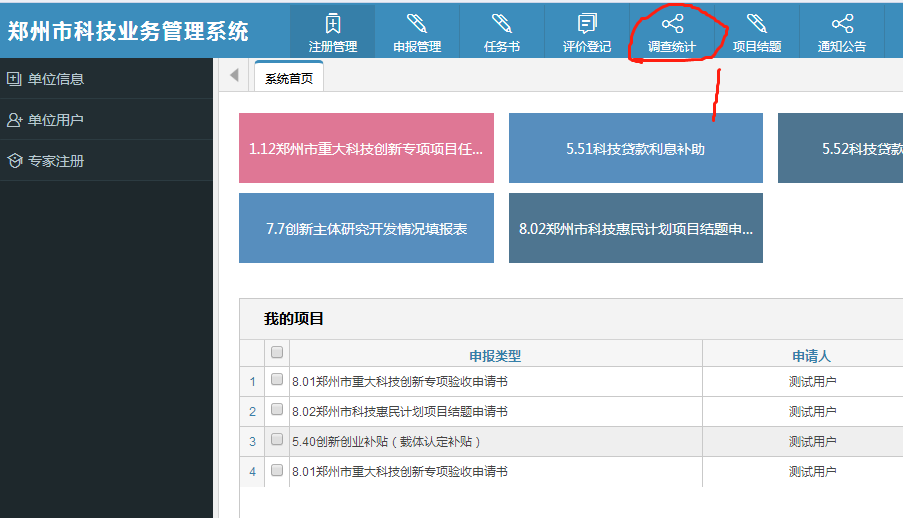 郑州市科技业务管理系统
注册管理
申报管理
任务书
评价登记
调查统计
项目结题
通知公告
单位信息
单位用户
专家注册
系统首页
1.12郑州市重大科技创新专项项目任...
5.51科技贷款利息补助
5.52科技贷款
7.7创新主体研究开发情况填报表
8.02郑州市科技惠民计划项目结题申...
我的项目
申报类型 申请人
1 8.01郑州市重大科技创新专项验收申请书 测试用户
2 8.02郑州市科技惠民计划项目结题申请书 测试用户
3 5.40创新创业补贴（载体认定补贴） 测试用户
4 8.01郑州市重大科技创新专项验收申请书 测试用户